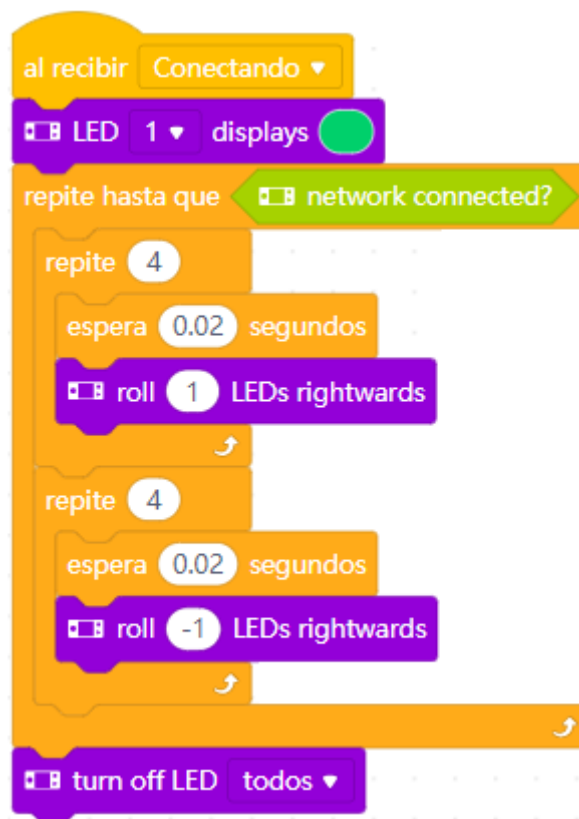 al recibir Conectando
LED 1 displays
repite hasta que network connected?
repite 4
espera 0.02 segundos
roll 1 LEDs rightwards
repite 4
espera 0.02 segundos
roll -1 LEDs rightwards
turn off LED todos